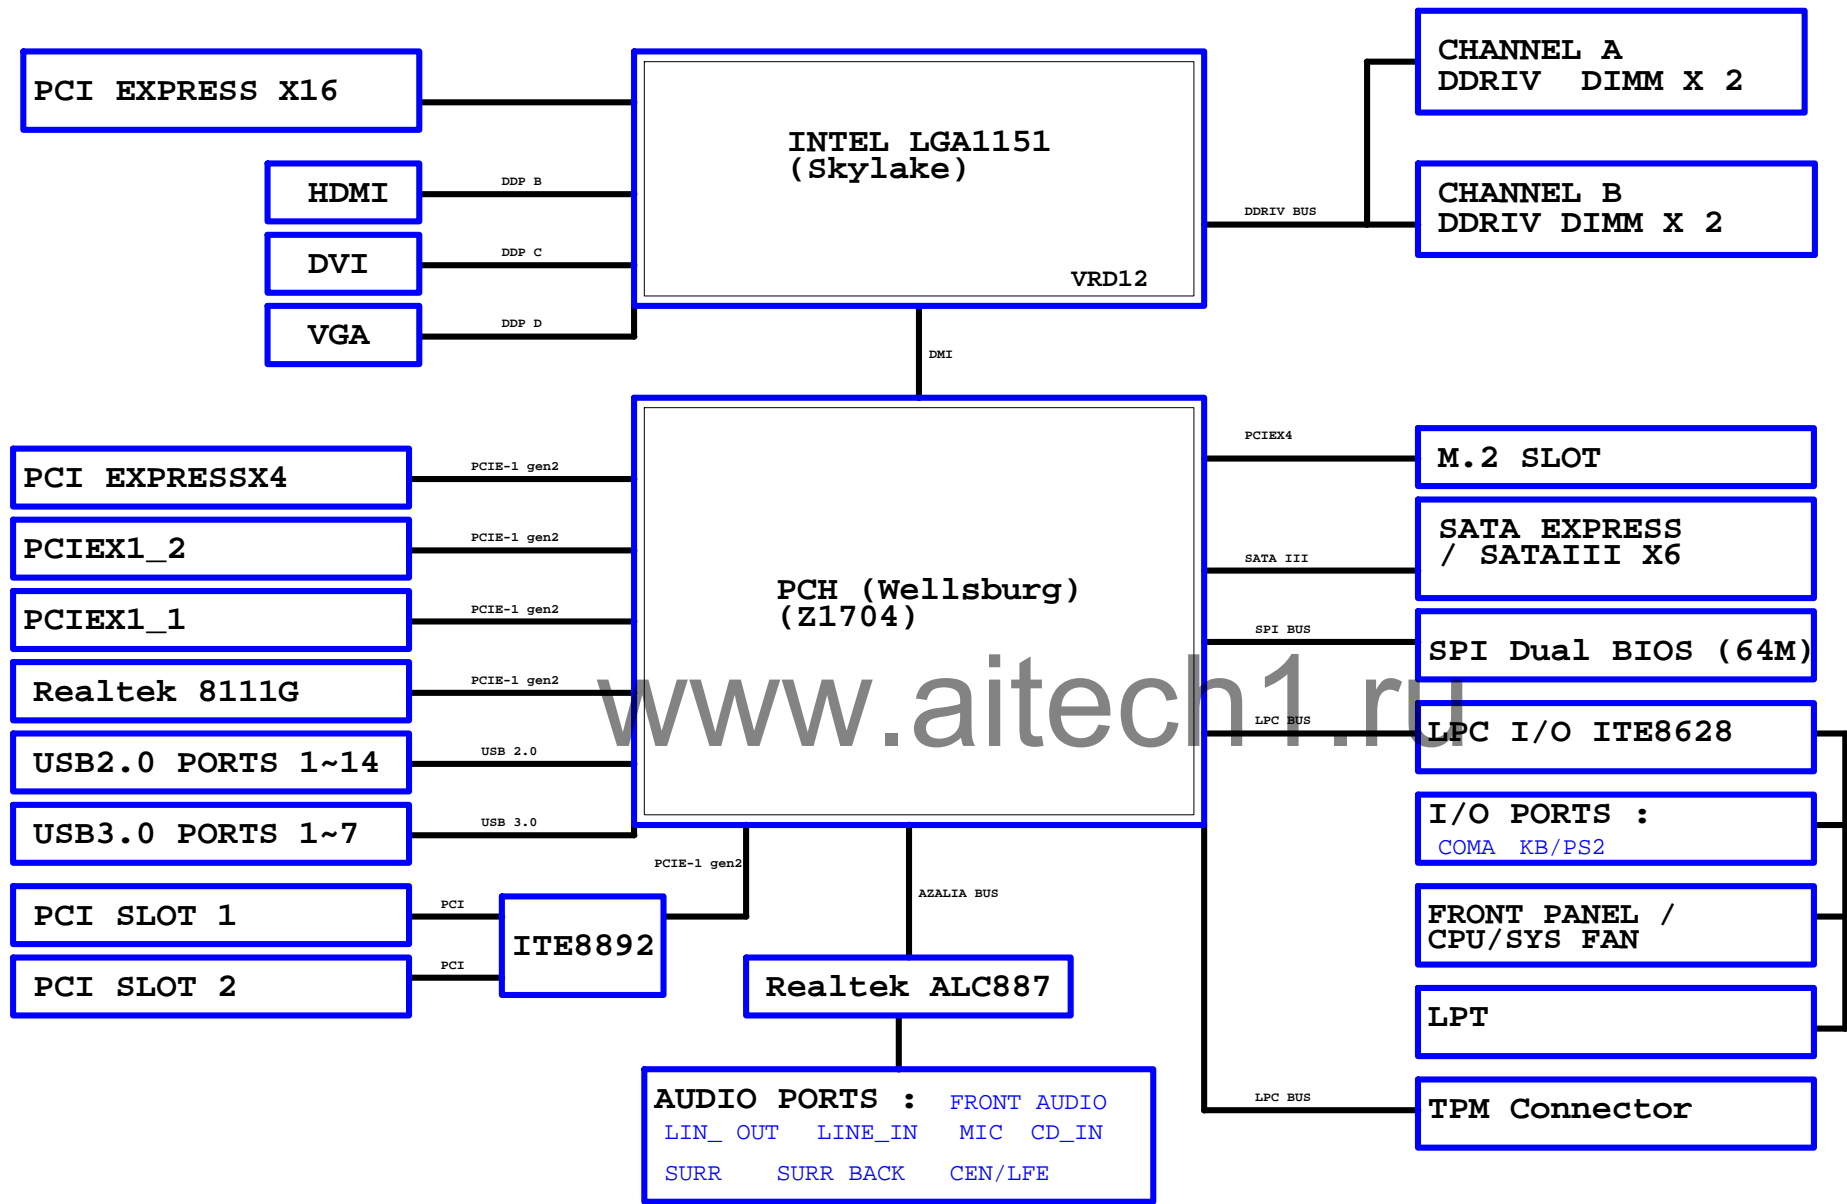 PCI EXPRESS X16
HDMI
DVI
VGA
DDP B
DDP C
DDP D
INTEL LGA1151
(Skylake)
VRD12
DDRIV BUS
CHANNEL A
DDRIV DIMM X 2
CHANNEL B
DDRIV DIMM X 2
DMI
PCI EXPRESSX4
PCIE-1 gen2
PCIEX1_2
PCIE-1 gen2
PCIEX1_1
PCIE-1 gen2
Realtek 8111G
PCIE-1 gen2
USB2.0 PORTS 1~14
USB 2.0
USB3.0 PORTS 1~7
USB 3.0
PCI SLOT 1
PCI
PCI SLOT 2
PCI
ITE8892
PCIE-1 gen2
PCH (Wellsburg)
(Z1704)
www.aitech1.ru
AZALIA BUS
Realtek ALC887
AUDIO PORTS : FRONT AUDIO
LIN_ OUT LINE_IN MIC CD_IN
SURR SURR BACK CEN/LFE
PCIEX4
M.2 SLOT
SATA III
SATA EXPRESS
/ SATAIII X6
SPI BUS
SPI Dual BIOS (64M)
LPC BUS
LPC I/O ITE8628
I/O PORTS :
COMA KB/PS2
FRONT PANEL /
CPU/SYS FAN
LPT
LPC BUS
TPM Connector